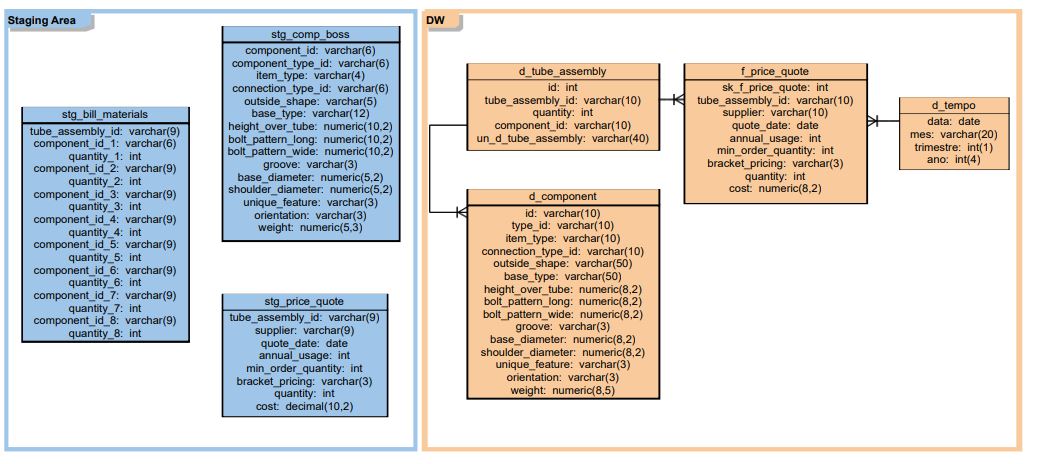 Staging Area
stg_bill_materials
tube_assembly_id: varchar(9)
component_id_1: varchar(6)
quantity_1: int
component_id_2: varchar(9)
quantity_2: int
component_id_3: varchar(9)
quantity_3: int
component_id_4: varchar(9)
quantity_4: int
component_id_5: varchar(9)
quantity_5: int
component_id_6: varchar(9)
quantity_6: int
component_id_7: varchar(9)
quantity_7: int
component_id_8: varchar(9)
quantity_8: int
stg_comp_boss
component_id: varchar(6)
component_type_id: varchar(6)
item_type: varchar(4)
connection_type_id: varchar(6)
outside_shape: varchar(5)
base_type: varchar(12)
height_over_tube: numeric(10,2)
bolt_pattern_long: numeric(10,2)
bolt_pattern_wide: numeric(10,2)
groove: varchar(3)
base_diameter: numeric(5,2)
shoulder_diameter: numeric(5,2)
unique_feature: varchar(3)
orientation: varchar(3)
weight: numeric(5,3)
stg_price_quote
tube_assembly_id: varchar(9)
supplier: varchar(9)
quote_date: date
annual_usage: int
min_order_quantity: int
bracket_pricing: varchar(3)
quantity: int
cost: decimal(10,2)
DW
d_tube_assembly
id: int
tube_assembly_id: varchar(10)
quantity: int
component_id: varchar(10)
un_d_tube_assembly: varchar(40)
d_component
id: varchar(10)
type_id: varchar(10)
item_type: varchar(10)
connection_type_id: varchar(10)
outside_shape: varchar(50)
base_type: varchar(50)
height_over_tube: numeric(8,2)
bolt_pattern_long: numeric(8,2)
bolt_pattern_wide: numeric(8,2)
groove: varchar(3)
base_diameter: numeric(8,2)
shoulder_diameter: numeric(8,2)
unique_feature: varchar(3)
orientation: varchar(3)
weight: numeric(8,5)
f_price_quote
sk_f_price_quote: int
tube_assembly_id: varchar(10)
supplier: varchar(10)
quote_date: date
annual_usage: int
min_order_quantity: int
bracket_pricing: varchar(3)
quantity: int
cost: numeric(8,2)
d_tempo
data: date
mes: varchar(20)
trimestre: int(1)
ano: int(4)